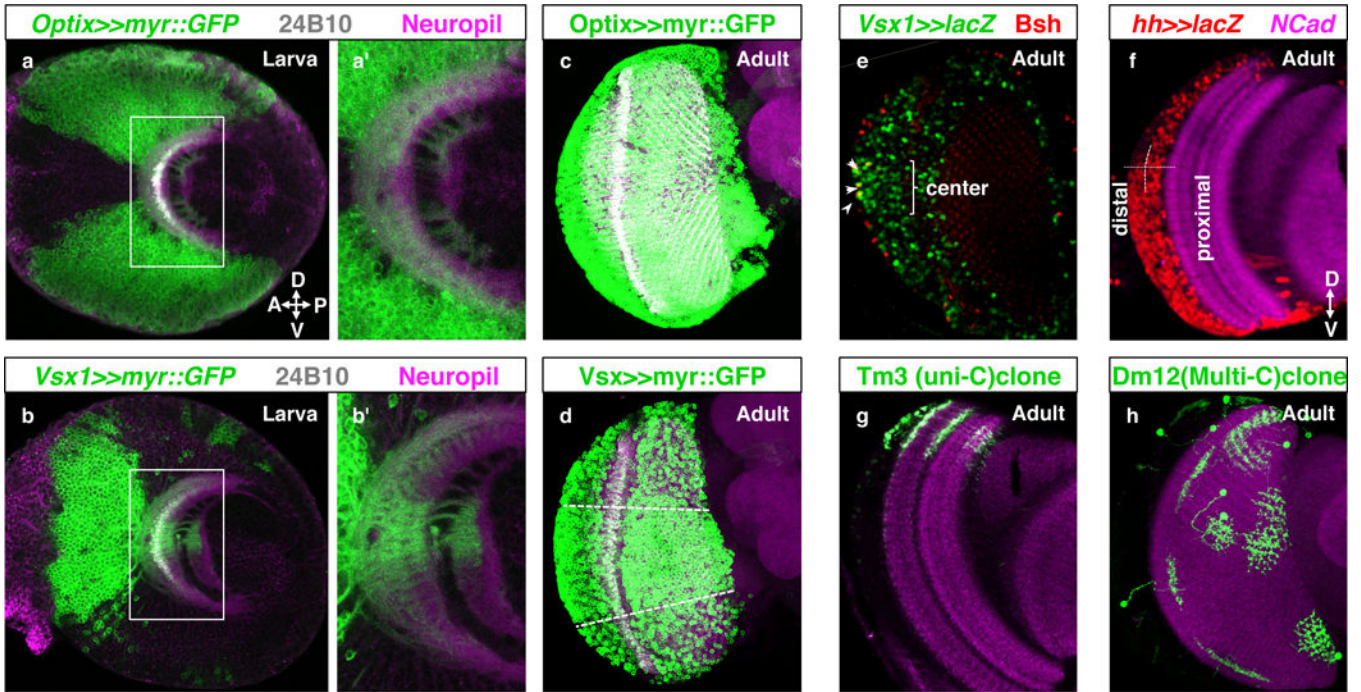 Optix>>myr::GFP 24B10 Neuropil
a Larva
D
A P
V
a'
Optix>>myr::GFP
c Adult
Vsx1>>lacZ Bsh
e Adult
center
hh>>lacZ NCad
f Adult
distal
proximal
D
V
Vsx1>>myr::GFP 24B10 Neuropil
b Larva
b'
Vsx>>myr::GFP
d Adult
Tm3 (uni-C)clone
g Adult
Dm12(Multi-C)clone
h Adult